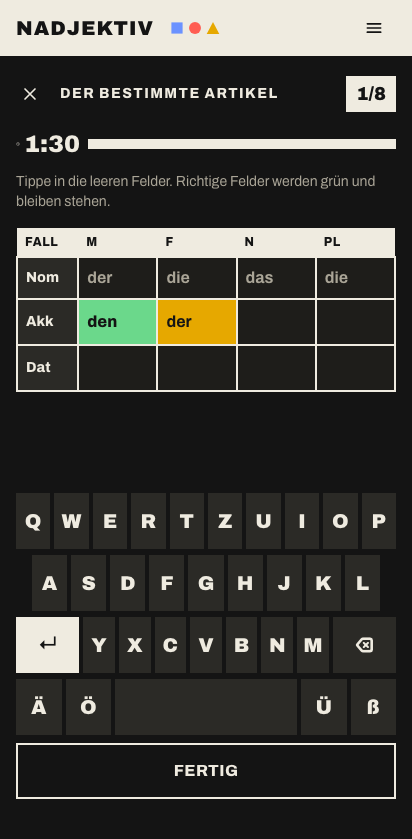 NADJEKTIV
DER BESTIMMTE ARTIKEL
1/8
1:30
Tippe in die leeren Felder. Richtige Felder werden grün und
bleiben stehen.
FALL M F N PL
Nom der die das die
Akk den der
Dat
Q W E R T Z U I O P
A S D F G H J K L
Y X C V B N M
Ä Ö Ü ß
FERTIG